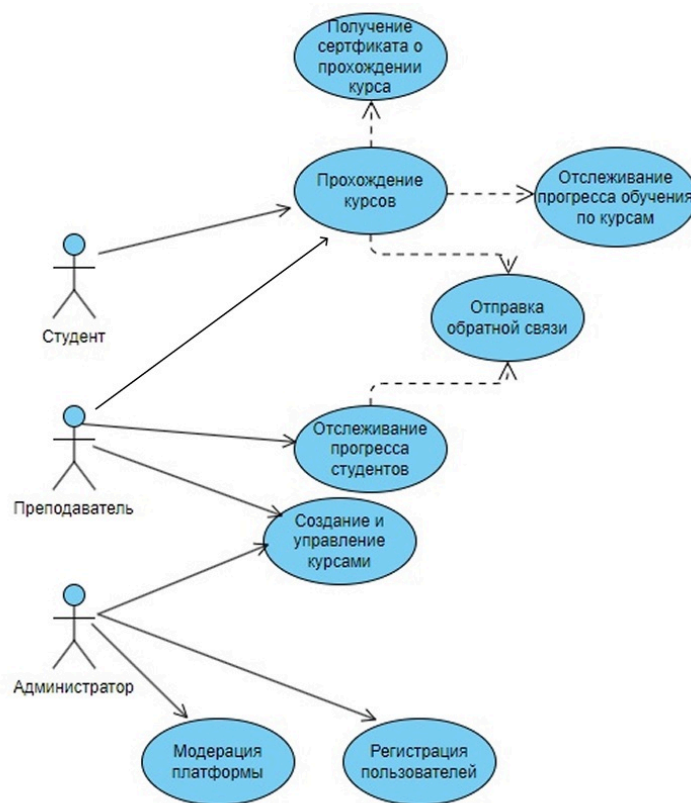 Получение
сертфиката о
прохождении
курса
Прохождение
курсов
Отслеживание
прогресса обучения
по курсам
Студент
Отправка
обратной связи
Отслеживание
прогресса
студентов
Преподаватель
Создание и
управление
курсами
Администратор
Модерация
платформы
Регистрация
пользователей